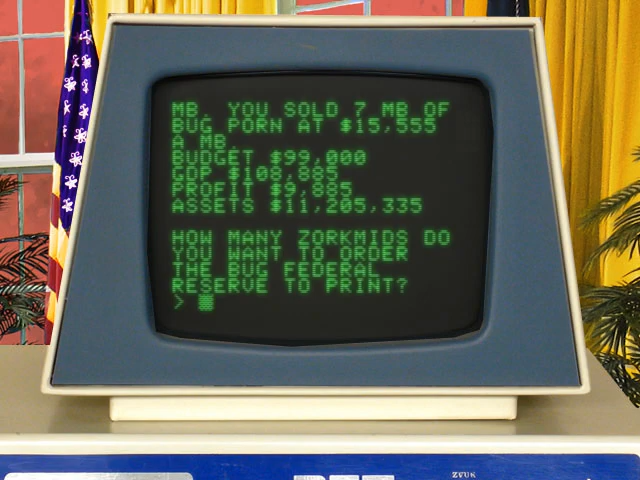 MB. YOU SOLD 7 MB OF
BUG PORN AT $15,555
A MB.
BUDGET $99,000
GDP $108,885
PROFIT $9,885
ASSETS $11,205,335
HOW MANY ZORKMIDS DO
YOU WANT TO ORDER
THE BUG FEDERAL
RESERVE TO PRINT?
>